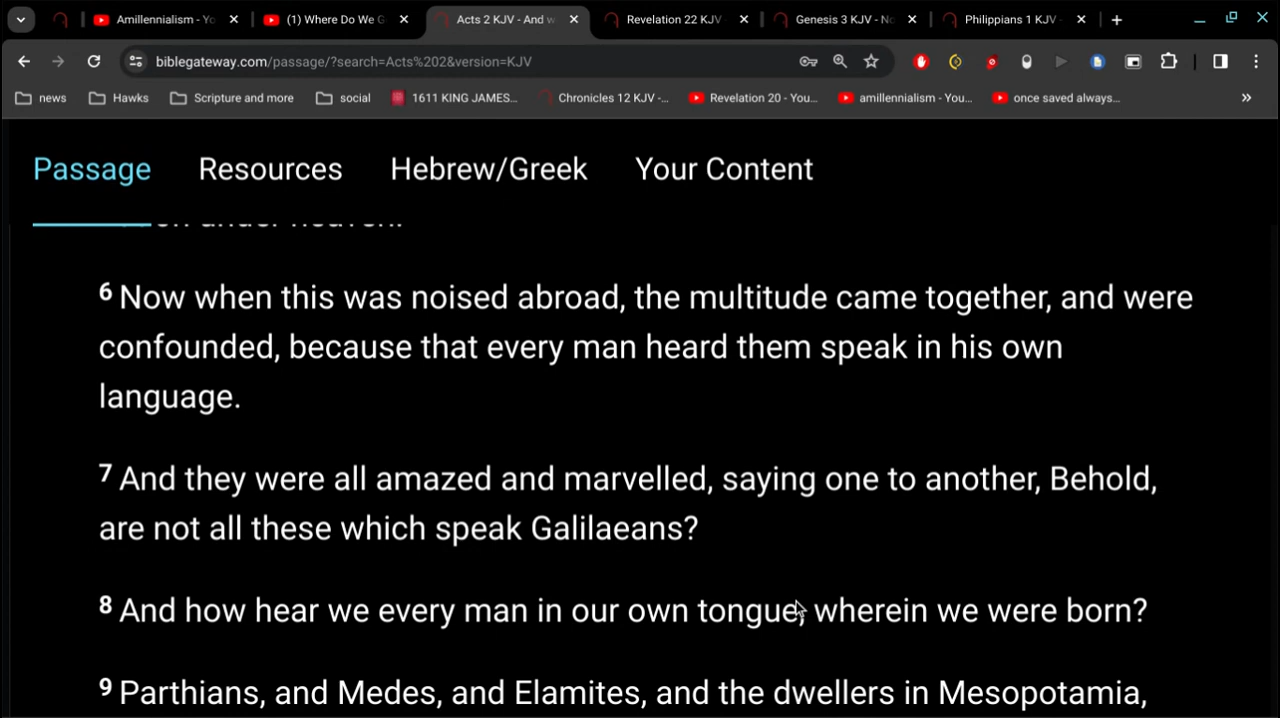 Amillennialism - Yo
(1) Where Do We G
Acts 2 KJV - And w
Revelation 22 KJV
Genesis 3 KJV - No
Philippians 1 KJV
biblegateway.com/passage/?search=Acts%202&version=KJV
news
Hawks
Scripture and more
social
1611 KING JAMES...
Chronicles 12 KJV -...
Revelation 20 - You...
amillennialism - You...
once saved always...
Passage
Resources
Hebrew/Greek
Your Content
under heaven.
6 Now when this was noised abroad, the multitude came together, and were
confounded, because that every man heard them speak in his own
language.
7 And they were all amazed and marvelled, saying one to another, Behold,
are not all these which speak Galilaeans?
8 And how hear we every man in our own tongue, wherein we were born?
9 Parthians, and Medes, and Elamites, and the dwellers in Mesopotamia,